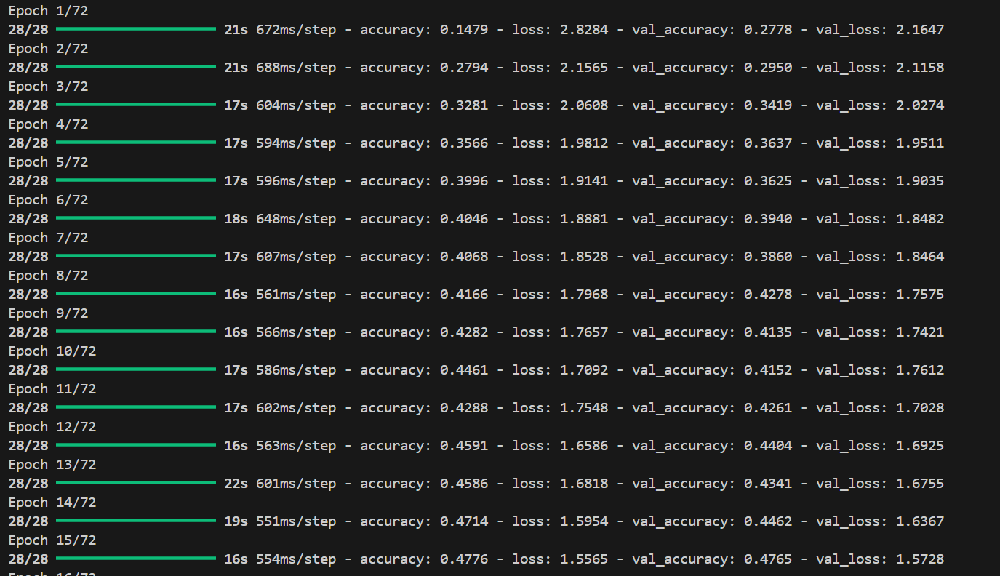 Epoch 1/72
28/28 21s 672ms/step - accuracy: 0.1479 - loss: 2.8284 - val_accuracy: 0.2778 - val_loss: 2.1647
Epoch 2/72
28/28 21s 688ms/step - accuracy: 0.2794 - loss: 2.1565 - val_accuracy: 0.2950 - val_loss: 2.1158
Epoch 3/72
28/28 17s 604ms/step - accuracy: 0.3281 - loss: 2.0608 - val_accuracy: 0.3419 - val_loss: 2.0274
Epoch 4/72
28/28 17s 594ms/step - accuracy: 0.3566 - loss: 1.9812 - val_accuracy: 0.3637 - val_loss: 1.9511
Epoch 5/72
28/28 17s 596ms/step - accuracy: 0.3996 - loss: 1.9141 - val_accuracy: 0.3625 - val_loss: 1.9035
Epoch 6/72
28/28 18s 648ms/step - accuracy: 0.4046 - loss: 1.8881 - val_accuracy: 0.3940 - val_loss: 1.8482
Epoch 7/72
28/28 17s 607ms/step - accuracy: 0.4068 - loss: 1.8528 - val_accuracy: 0.3860 - val_loss: 1.8464
Epoch 8/72
28/28 16s 561ms/step - accuracy: 0.4166 - loss: 1.7968 - val_accuracy: 0.4278 - val_loss: 1.7575
Epoch 9/72
28/28 16s 566ms/step - accuracy: 0.4282 - loss: 1.7657 - val_accuracy: 0.4135 - val_loss: 1.7421
Epoch 10/72
28/28 17s 586ms/step - accuracy: 0.4461 - loss: 1.7092 - val_accuracy: 0.4152 - val_loss: 1.7612
Epoch 11/72
28/28 17s 602ms/step - accuracy: 0.4288 - loss: 1.7548 - val_accuracy: 0.4261 - val_loss: 1.7028
Epoch 12/72
28/28 16s 563ms/step - accuracy: 0.4591 - loss: 1.6586 - val_accuracy: 0.4404 - val_loss: 1.6925
Epoch 13/72
28/28 22s 601ms/step - accuracy: 0.4586 - loss: 1.6818 - val_accuracy: 0.4341 - val_loss: 1.6755
Epoch 14/72
28/28 19s 551ms/step - accuracy: 0.4714 - loss: 1.5954 - val_accuracy: 0.4462 - val_loss: 1.6367
Epoch 15/72
28/28 16s 554ms/step - accuracy: 0.4776 - loss: 1.5565 - val_accuracy: 0.4765 - val_loss: 1.5728